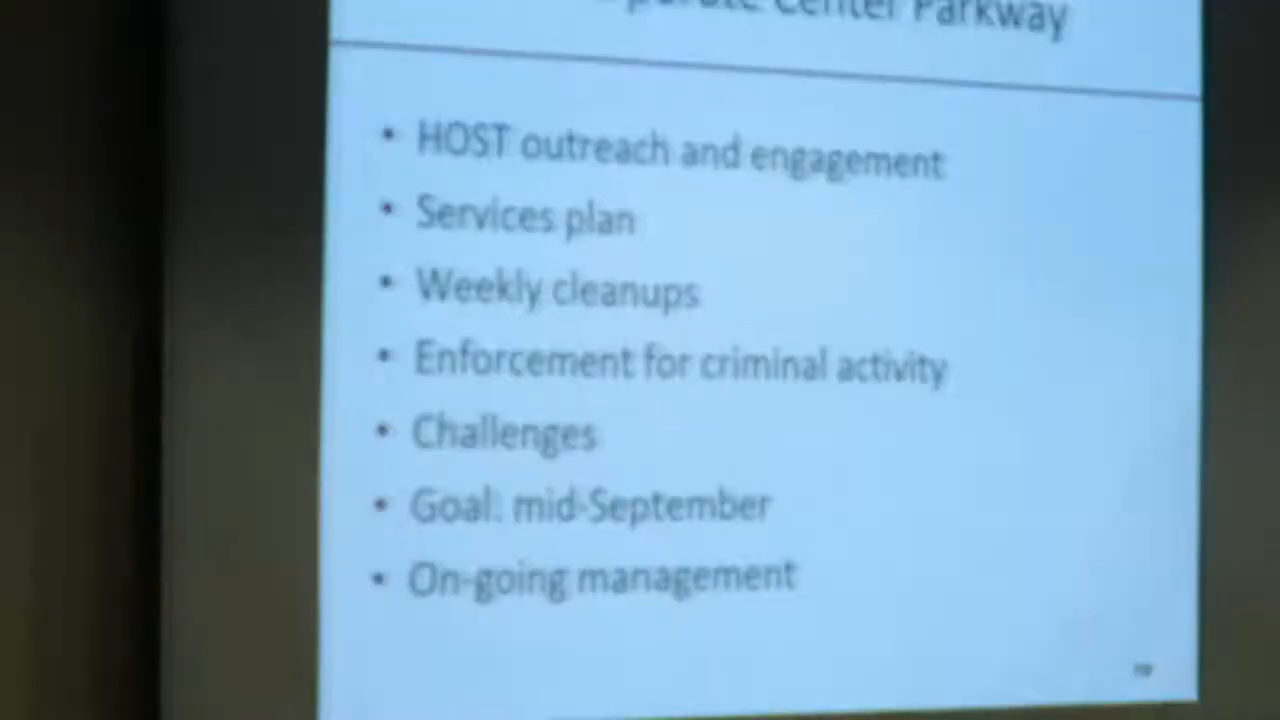 Center Parkway
• HOST outreach and engagement
• Services plan
• Weekly cleanups
• Enforcement for criminal activity
• Challenges
• Goal: mid-September
• On-going management